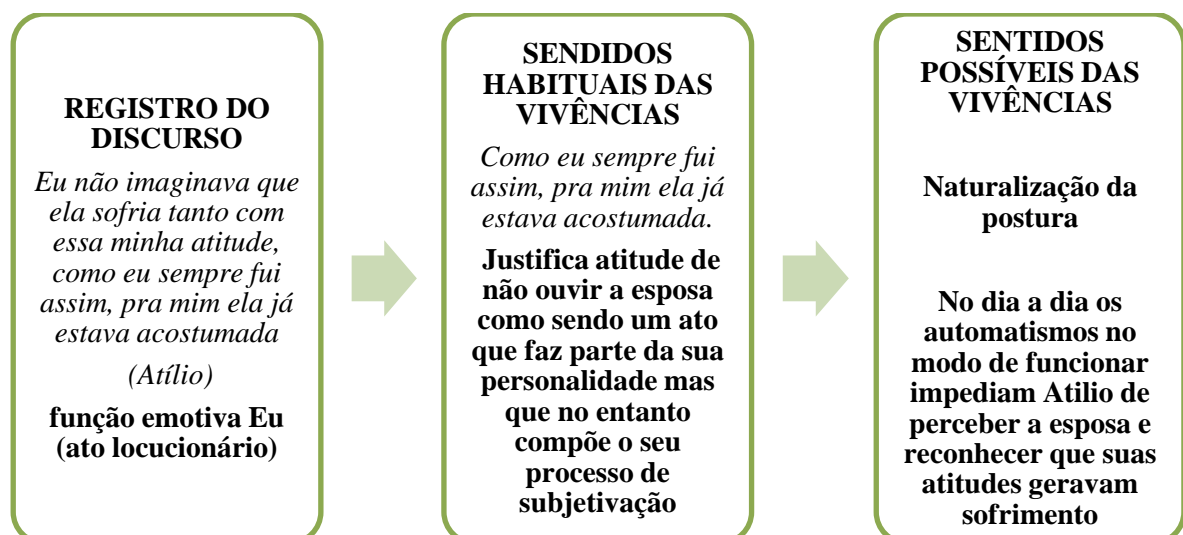 REGISTRO DO
DISCURSO
Eu não imaginava que
ela sofria tanto com
essa minha atitude,
como eu sempre fui
assim, pra mim ela já
estava acostumada
(Atílio)
função emotiva Eu
(ato locucionário)
SENDIDOS
HABITUAIS DAS
VIVÊNCIAS
Como eu sempre fui
assim, pra mim ela já
estava acostumada.
Justifica atitude de
não ouvir a esposa
como sendo um ato
que faz parte da sua
personalidade mas
que no entanto
compõe o seu
processo de
subjetivação
SENTIDOS
POSSÍVEIS DAS
VIVÊNCIAS
Naturalização da
postura
No dia a dia os
automatismos no
modo de funcionar
impediam Atilio de
perceber a esposa e
reconhecer que suas
atitudes geravam
sofrimento